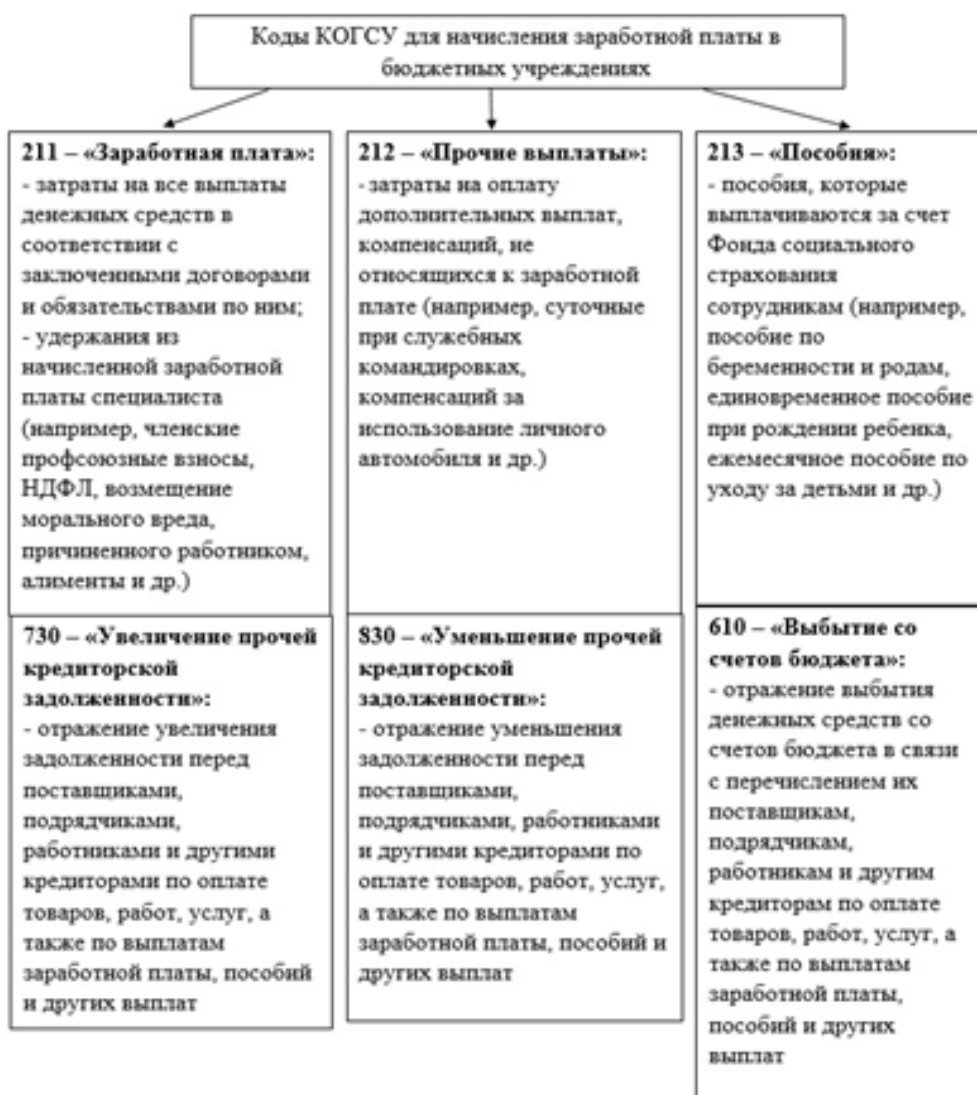 Коды КОГСУ для начисления заработной платы в
бюджетных учреждениях
211 – «Заработная плата»:
- затраты на все выплаты
денежных средств в
соответствии с
заключенными договорами
и обязательствами по ним;
- удержания из
начисленной заработной
платы специалиста
(например, членские
профсоюзные взносы,
НДФЛ, возмещение
морального вреда,
причиненного работником,
алименты и др.)
212 – «Прочие выплаты»:
- затраты на оплату
дополнительных выплат,
компенсаций, не
относящихся к заработной
плате (например, суточные
при служебных
командировках,
компенсаций за
использование личного
автомобиля и др.)
213 – «Пособия»:
- пособия, которые
выплачиваются за счет
Фонда социального
страхования
сотрудникам (например,
пособие по
беременности и родам,
единовременное пособие
при рождении ребенка,
ежемесячное пособие по
уходу за детьми и др.)
730 – «Увеличение прочей
кредиторской
задолженности»:
- отражение увеличения
задолженности перед
поставщиками,
подрядчиками,
работниками и другими
кредиторами по оплате
товаров, работ, услуг, а
также по выплатам
заработной платы, пособий
и других выплат
830 – «Уменьшение прочей
кредиторской
задолженности»:
- отражение уменьшения
задолженности перед
поставщиками,
подрядчиками, работниками
и другими кредиторами по
оплате товаров, работ, услуг,
а также по выплатам
заработной платы, пособий и
других выплат
610 – «Выбытие со
счетов бюджета»:
- отражение выбытия
денежных средств со
счетов бюджета в связи
с перечислением их
поставщикам,
подрядчикам,
работникам и другим
кредиторам по оплате
товаров, работ, услуг, а
также по выплатам
заработной платы,
пособий и других
выплат